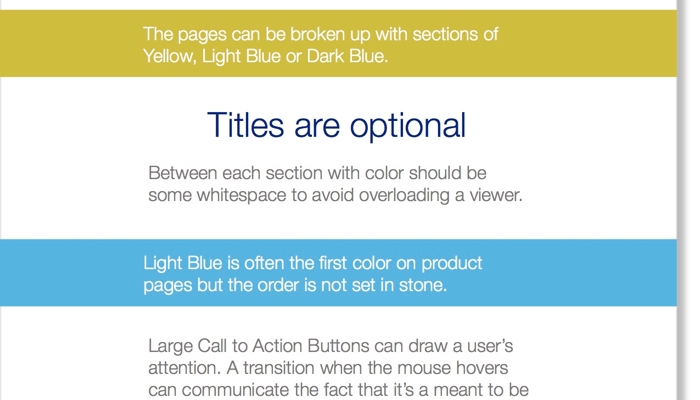 The pages can be broken up with sections of
Yellow, Light Blue or Dark Blue.
Titles are optional
Between each section with color should be
some whitespace to avoid overloading a viewer.
Light Blue is often the first color on product
pages but the order is not set in stone.
Large Call to Action Buttons can draw a user’s
attention. A transition when the mouse hovers
can communicate the fact that it’s a meant to be